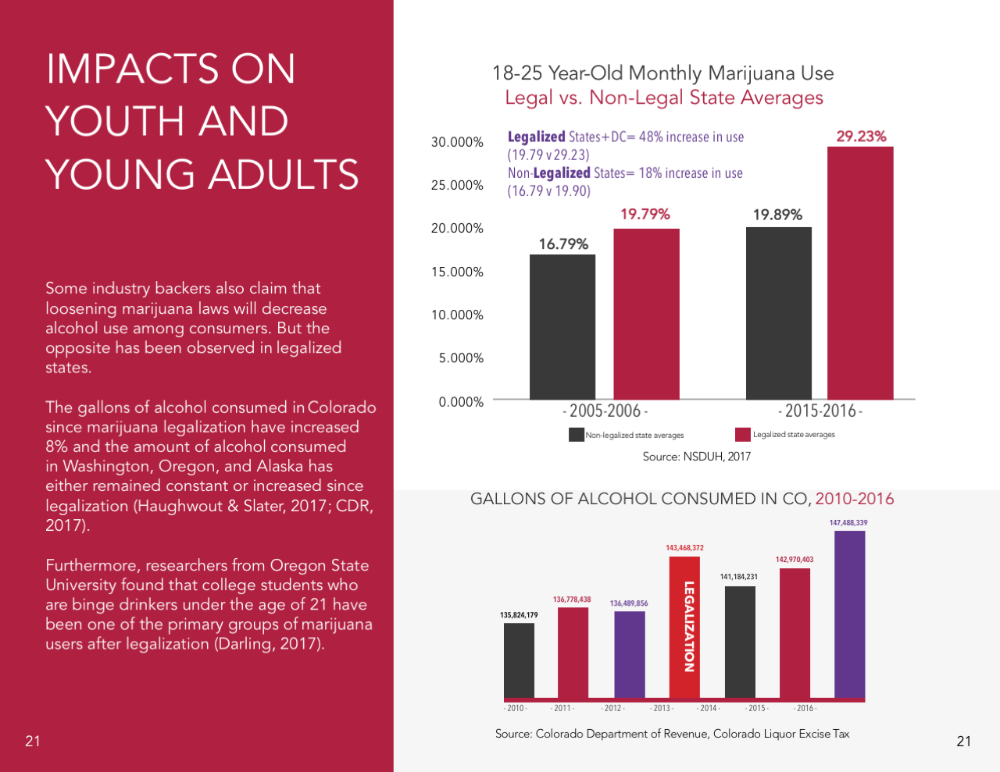 IMPACTS ON
YOUTH AND
YOUNG ADULTS
Some industry backers also claim that
loosening marijuana laws will decrease
alcohol use among consumers. But the
opposite has been observed in legalized
states.
The gallons of alcohol consumed in Colorado
since marijuana legalization have increased
8% and the amount of alcohol consumed
in Washington, Oregon, and Alaska has
either remained constant or increased since
legalization (Haughwout & Slater, 2017; CDR,
2017).
Furthermore, researchers from Oregon State
University found that college students who
are binge drinkers under the age of 21 have
been one of the primary groups of marijuana
users after legalization (Darling, 2017).
21
18-25 Year-Old Monthly Marijuana Use
Legal vs. Non-Legal State Averages
Legalized States+DC= 48% increase in use
(19.79 v 29.23)
Non-Legalized States= 18% increase in use
(16.79 v 19.90)
30.000%
25.000%
20.000%
15.000%
10.000%
5.000%
0.000%
16.79%
19.79%
19.89%
29.23%
- 2005-2006 -
- 2015-2016 -
Non-legalized state averages
Legalized state averages
Source: NSDUH, 2017
GALLONS OF ALCOHOL CONSUMED IN CO, 2010-2016
135,824,179
136,778,438
136,489,856
143,468,372
141,184,231
142,970,403
147,488,339
LEGALIZATION
- 2010 -
- 2011 -
- 2012 -
- 2013 -
- 2014 -
- 2015 -
- 2016 -
Source: Colorado Department of Revenue, Colorado Liquor Excise Tax
21